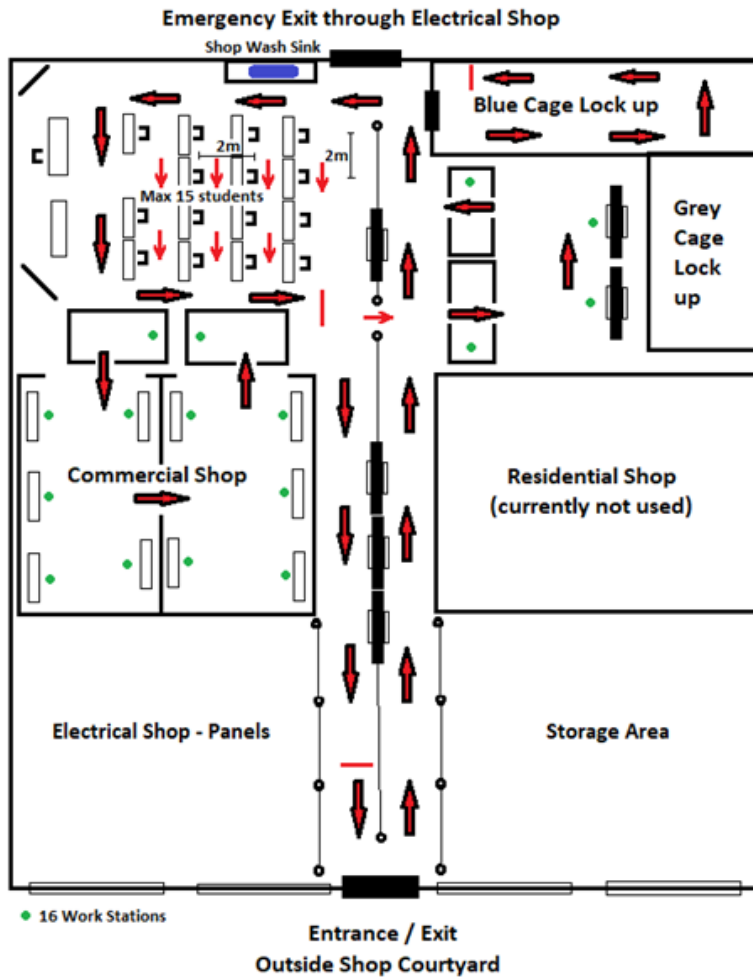 Emergency Exit through Electrical Shop
Shop Wash Sink
Blue Cage Lock up
2m
2m
Max 15 students
Grey
Cage
Lock
up
Commercial Shop
Residential Shop
(currently not used)
Electrical Shop - Panels
Storage Area
16 Work Stations
Entrance / Exit
Outside Shop Courtyard